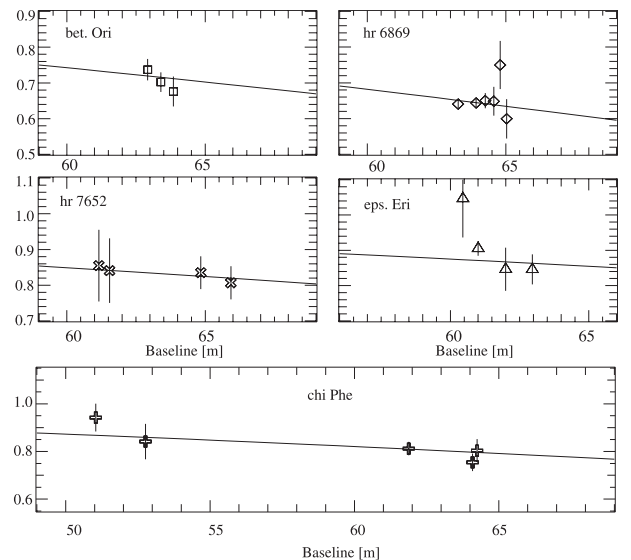 0.9
bet. Ori
hr 6869
0.8
0.7
0.6
0.5
60 65
60 65
1.1
hr 7652
eps. Eri
1.0
0.9
0.8
0.7
60 65
60 65
Baseline [m]
Baseline [m]
chi Phe
1.0
0.8
0.6
50 55 60 65
Baseline [m]